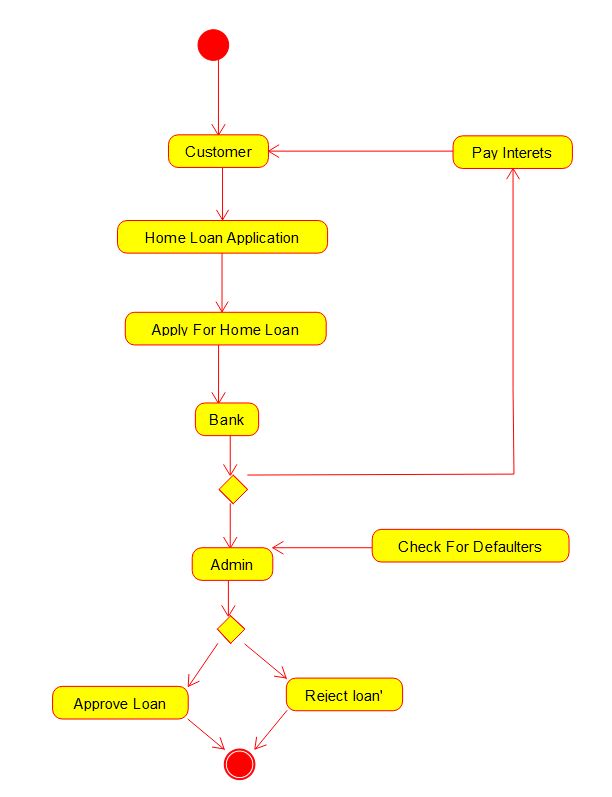 Customer
Pay Interets
Home Loan Application
Apply For Home Loan
Bank
Check For Defaulters
Admin
Approve Loan
Reject loan'